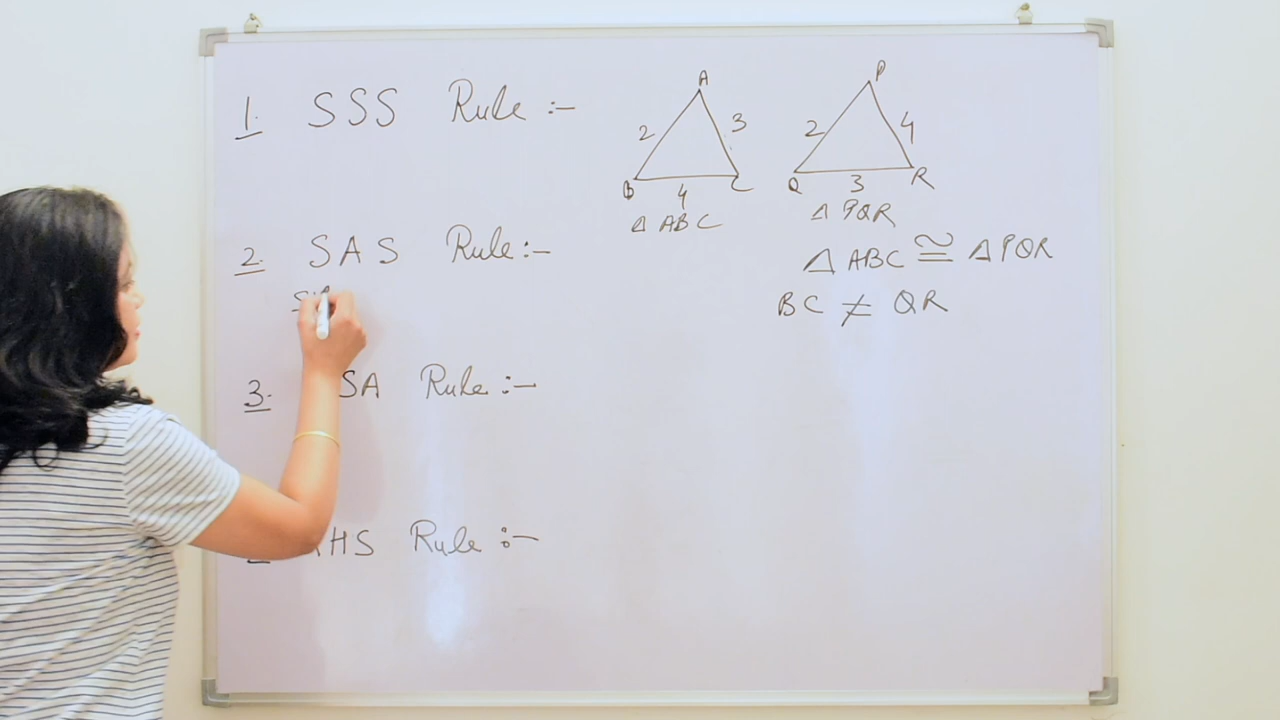 1. SSS Rule :-
A
2 3
B 4 C
△ ABC
P
2 4
Q 3 R
△ PQR
2. SAS Rule :-
△ ABC ≅ △ PQR
BC ≠ QR
3. SA Rule :-
HS Rule :-